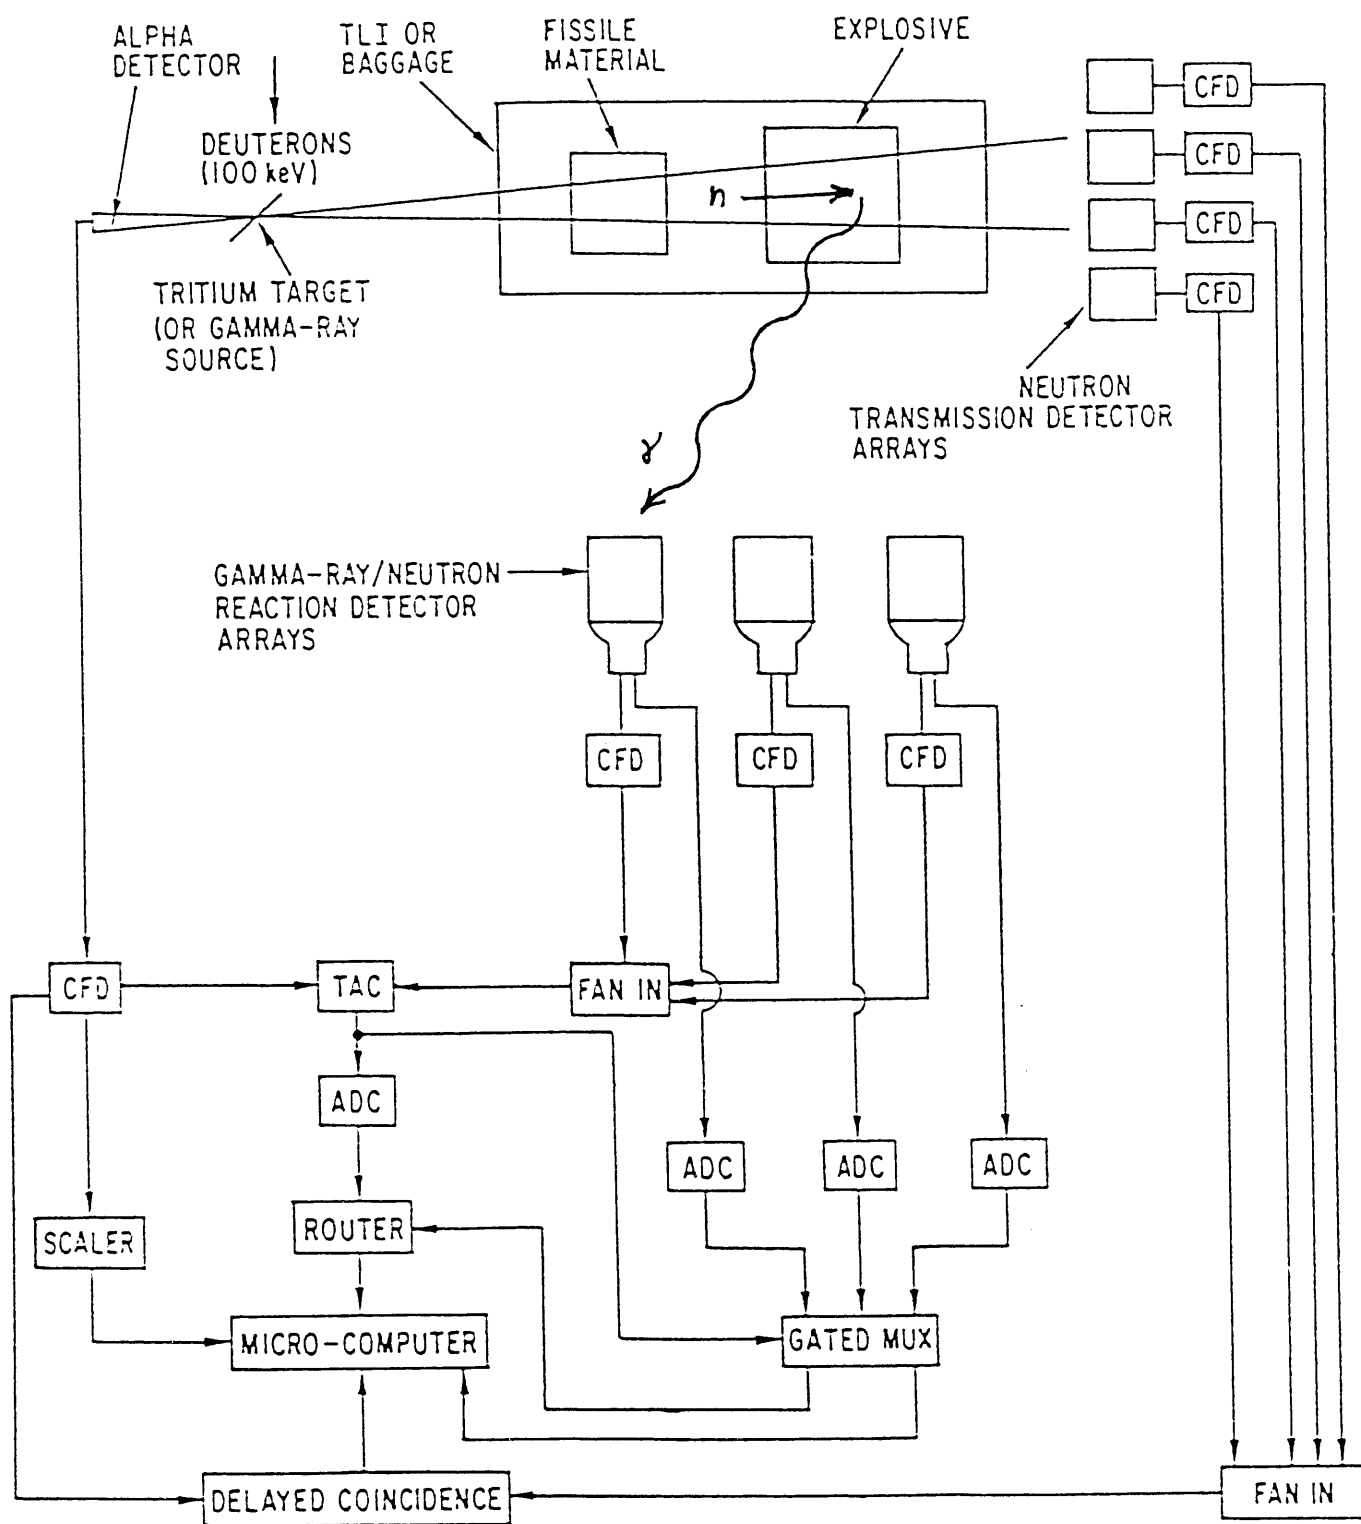 ALPHA
DETECTOR
TLI OR
BAGGAGE
FISSILE
MATERIAL
EXPLOSIVE
CFD
DEUTERONS
(100 keV)
CFD
n
CFD
CFD
TRITIUM TARGET
(OR GAMMA-RAY
SOURCE)
NEUTRON
TRANSMISSION DETECTOR
ARRAYS
γ
GAMMA-RAY/NEUTRON
REACTION DETECTOR
ARRAYS
CFD
CFD
CFD
CFD
TAC
FAN IN
ADC
ADC
ADC
ADC
SCALER
ROUTER
MICRO-COMPUTER
GATED MUX
DELAYED COINCIDENCE
FAN IN